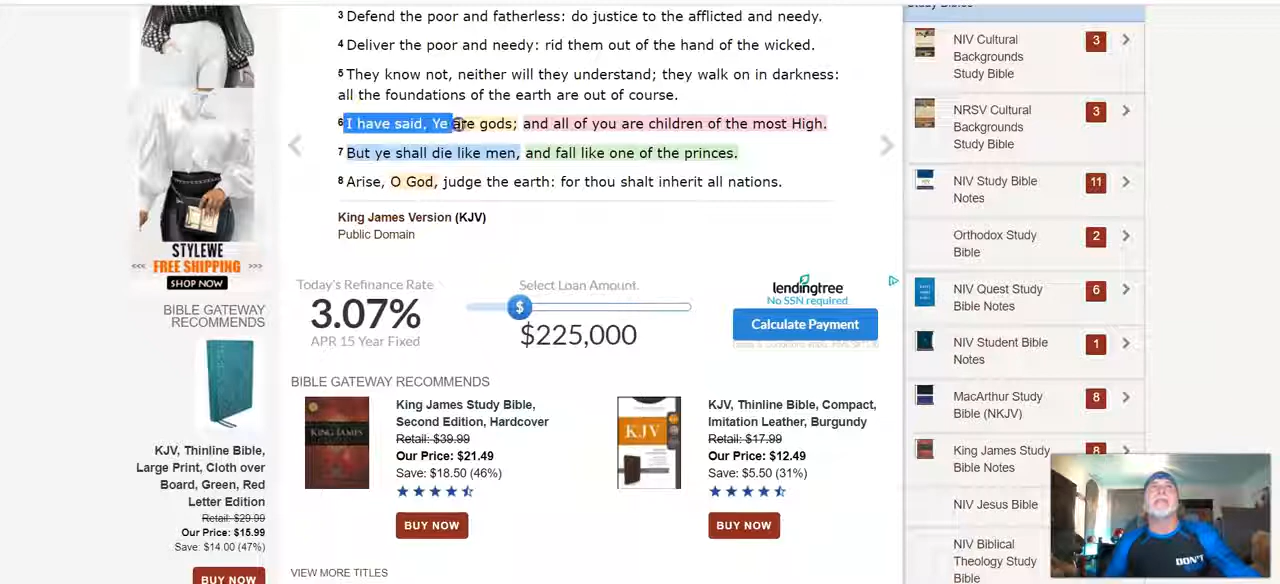 3 Defend the poor and fatherless: do justice to the afflicted and needy.
4 Deliver the poor and needy: rid them out of the hand of the wicked.
5 They know not, neither will they understand; they walk on in darkness:
all the foundations of the earth are out of course.
6 I have said, Ye are gods; and all of you are children of the most High.
7 But ye shall die like men, and fall like one of the princes.
8 Arise, O God, judge the earth: for thou shalt inherit all nations.
King James Version (KJV)
Public Domain
STYLEWE
<<< FREE SHIPPING >>>
SHOP NOW
BIBLE GATEWAY
RECOMMENDS
KJV, Thinline Bible,
Large Print, Cloth over
Board, Green, Red
Letter Edition
Retail: $29.99
Our Price: $15.99
Save: $14.00 (47%)
BUY NOW
Today's Refinance Rate
3.07%
APR 15 Year Fixed
Select Loan Amount.
$
$225,000
lendingtree
No SSN required
Calculate Payment
BIBLE GATEWAY RECOMMENDS
KING JAMES
King James Study Bible,
Second Edition, Hardcover
Retail: $39.99
Our Price: $21.49
Save: $18.50 (46%)
BUY NOW
KJV
KJV, Thinline Bible, Compact,
Imitation Leather, Burgundy
Retail: $17.99
Our Price: $12.49
Save: $5.50 (31%)
BUY NOW
VIEW MORE TITLES
Study Bibles
NIV Cultural
Backgrounds
Study Bible
3
NRSV Cultural
Backgrounds
Study Bible
3
NIV Study Bible
Notes
11
Orthodox Study
Bible
2
NIV Quest Study
Bible Notes
6
NIV Student Bible
Notes
1
MacArthur Study
Bible (NKJV)
8
King James Study
Bible Notes
8
NIV Jesus Bible
NIV Biblical
Theology Study
Bible
DON'T